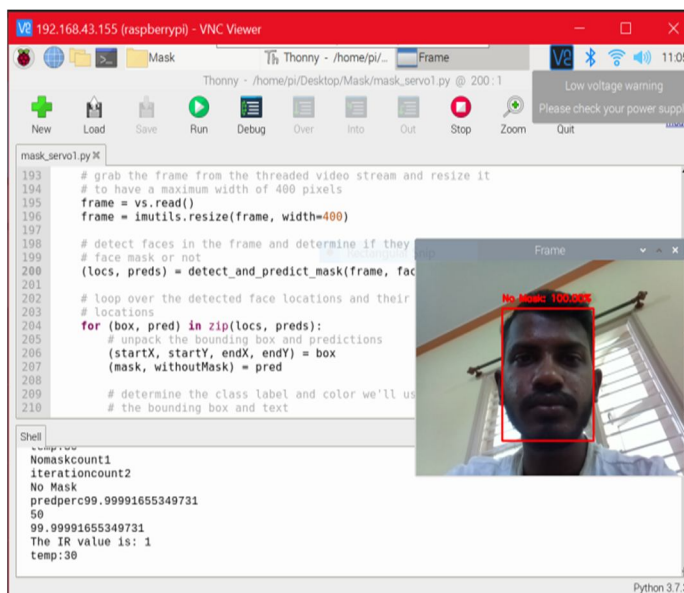 192.168.43.155 (raspberrypi) - VNC Viewer
Mask
Thonny - /home/pi/...
Frame
11:05
Thonny - /home/pi/Desktop/Mask/mask_servo1.py @ 200:1
Low voltage warning
Please check your power suppl
New
Load
Save
Run
Debug
Over
Into
Out
Stop
Zoom
Quit
mask_servo1.py
193 # grab the frame from the threaded video stream and resize it
194 # to have a maximum width of 400 pixels
195 frame = vs.read()
196 frame = imutils.resize(frame, width=400)
197
198 # detect faces in the frame and determine if they
199 # face mask or not
200 (locs, preds) = detect_and_predict_mask(frame, fac
201
202 # loop over the detected face locations and their
203 # locations
204 for (box, pred) in zip(locs, preds):
205 # unpack the bounding box and predictions
206 (startX, startY, endX, endY) = box
207 (mask, withoutMask) = pred
208
209 # determine the class label and color we'll us
210 # the bounding box and text
Frame
No Mask: 100.00%
Shell
Nomaskcount1
iterationcount2
No Mask
predperc99.99991655349731
50
99.99991655349731
The IR value is: 1
temp:30
Python 3.7.